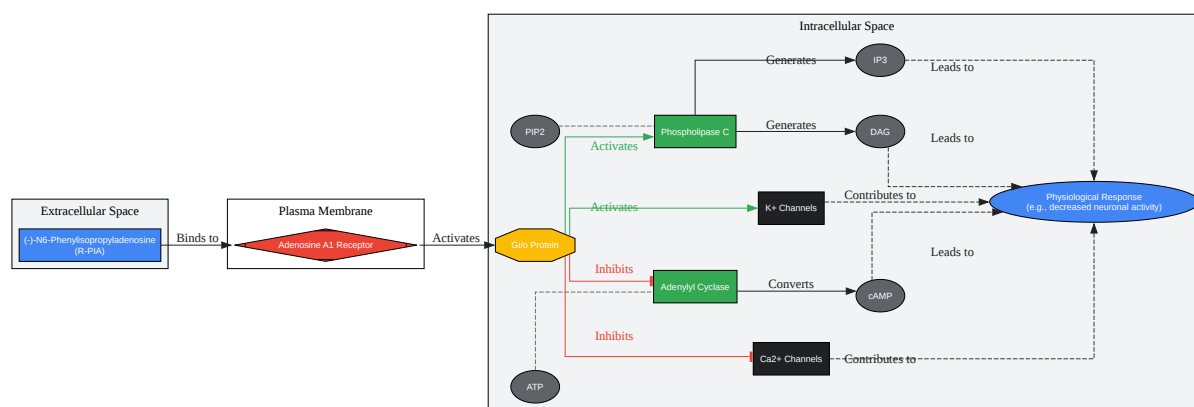 Intracellular Space
Generates
IP3
Leads to
PIP2
Phospholipase C
Generates
DAG
Leads to
Activates
Extracellular Space
(-)-N6-Phenylisopropyladenosine
(R-PIA)
Binds to
Plasma Membrane
Adenosine A1 Receptor
Activates
Gi/o Protein
Activates
K+ Channels
Contributes to
Physiological Response
(e.g., decreased neuronal activity)
Inhibits
Adenylyl Cyclase
Converts
cAMP
Leads to
Inhibits
Ca2+ Channels
Contributes to
ATP